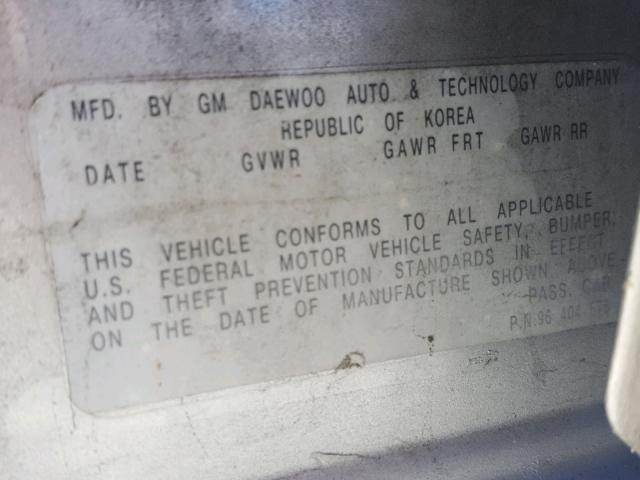 MFD. BY GM DAEWOO AUTO & TECHNOLOGY COMPANY
REPUBLIC OF KOREA
DATE GVWR GAWR FRT GAWR RR
THIS VEHICLE CONFORMS TO ALL APPLICABLE
U.S. FEDERAL MOTOR VEHICLE SAFETY, BUMPER,
AND THEFT PREVENTION STANDARDS IN EFFECT
ON THE DATE OF MANUFACTURE SHOWN ABOVE
PASS. CAR
P.N. 96 404